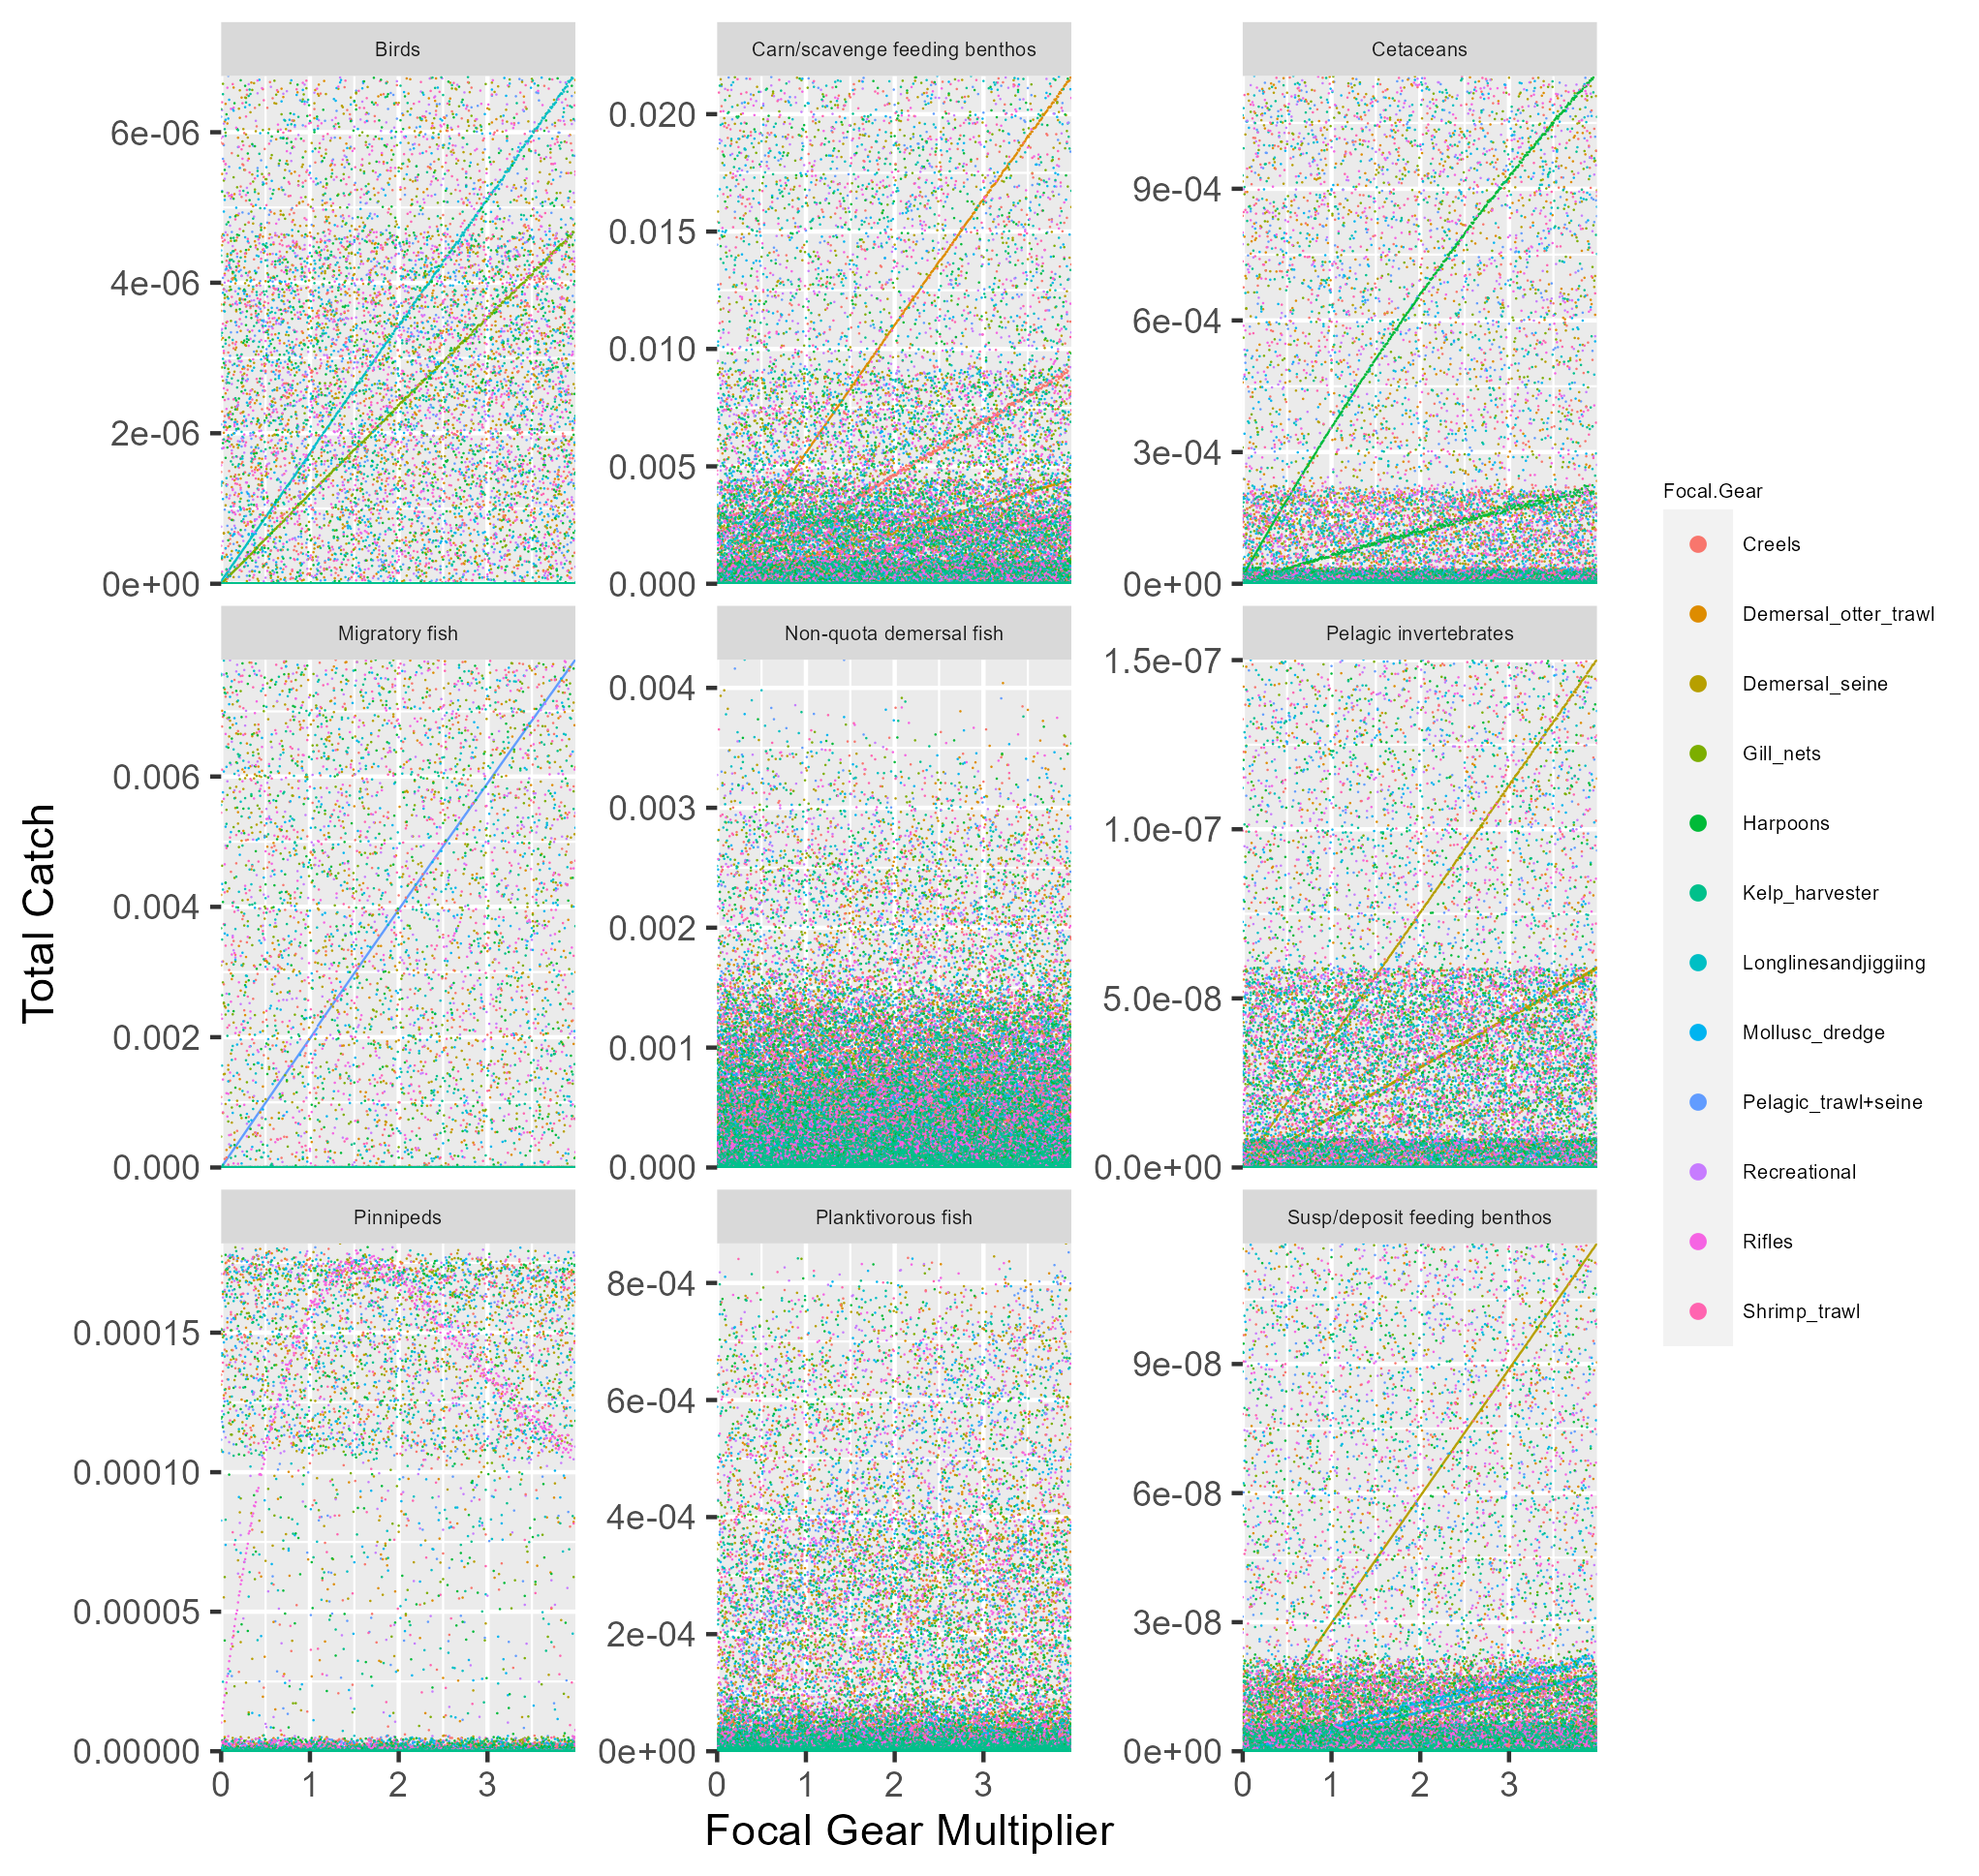 Birds
Carn/scavenge feeding benthos
Cetaceans
6e-06
4e-06
2e-06
0e+00
0.020
0.015
0.010
0.005
0.000
9e-04
6e-04
3e-04
0e+00
Migratory fish
Non-quota demersal fish
Pelagic invertebrates
0.006
0.004
0.002
0.000
0.004
0.003
0.002
0.001
0.000
1.5e-07
1.0e-07
5.0e-08
0.0e+00
Pinnipeds
Planktivorous fish
Susp/deposit feeding benthos
0.00015
0.00010
0.00005
0.00000
8e-04
6e-04
4e-04
2e-04
0e+00
9e-08
6e-08
3e-08
0e+00
0 1 2 3
0 1 2 3
0 1 2 3
Focal Gear Multiplier
Total Catch
Focal.Gear
Creels
Demersal_otter_trawl
Demersal_seine
Gill_nets
Harpoons
Kelp_harvester
Longlinesandjiggiing
Mollusc_dredge
Pelagic_trawl+seine
Recreational
Rifles
Shrimp_trawl